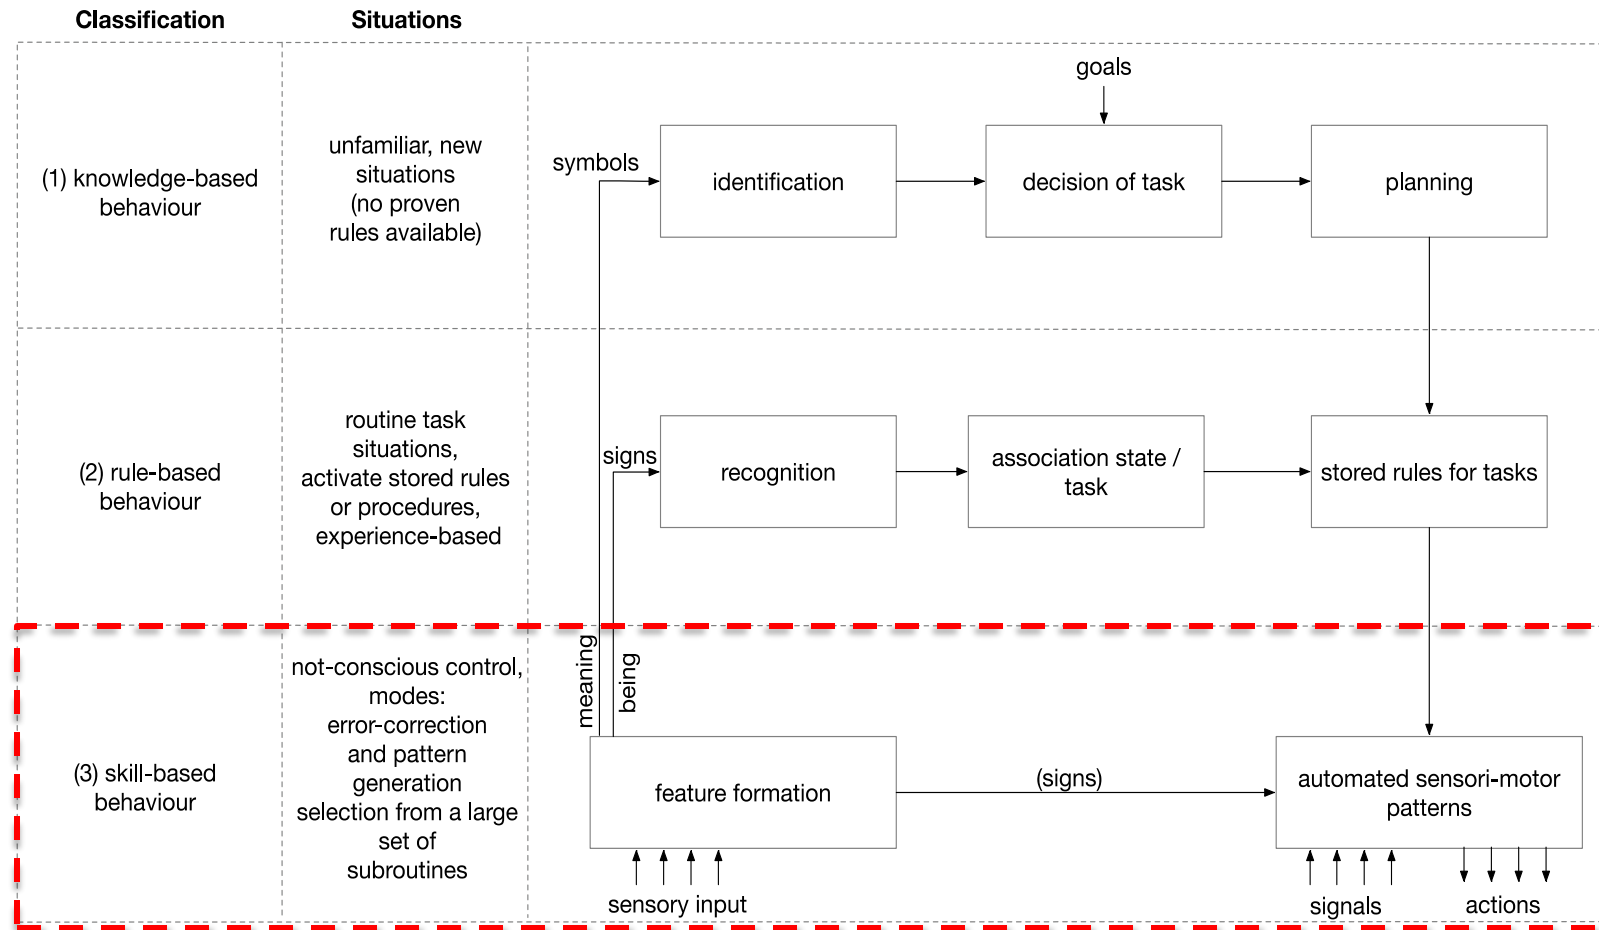 Classification
Situations
goals
(1) knowledge-based
behaviour
unfamiliar, new
situations
(no proven
rules available)
symbols
identification
decision of task
planning
(2) rule-based
behaviour
routine task
situations,
activate stored rules
or procedures,
experience-based
signs
recognition
association state /
task
stored rules for tasks
(3) skill-based
behaviour
not-conscious control,
modes:
error-correction
and pattern
generation
selection from a large
set of
subroutines
meaning
being
feature formation
(signs)
automated sensori-motor
patterns
sensory input
signals
actions